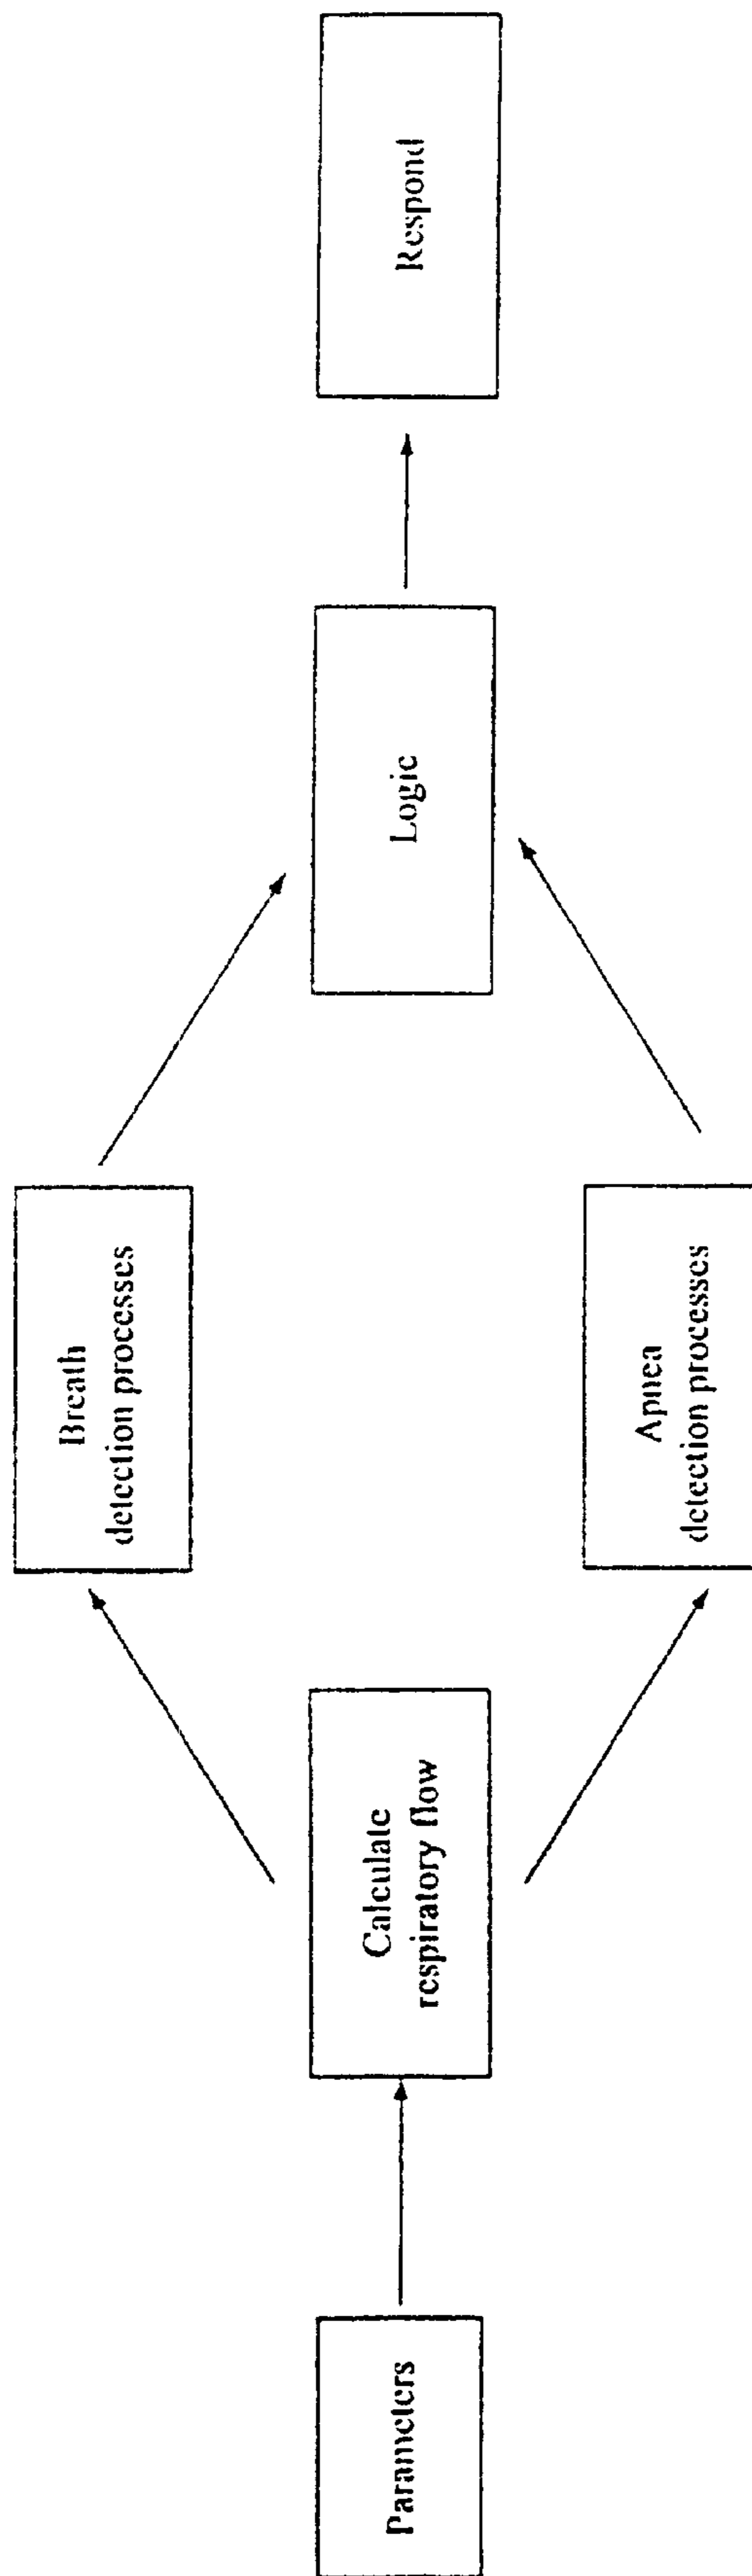 Parameters
Calculate
respiratory flow
Breath
detection processes
Apnea
detection processes
Logic
Respond